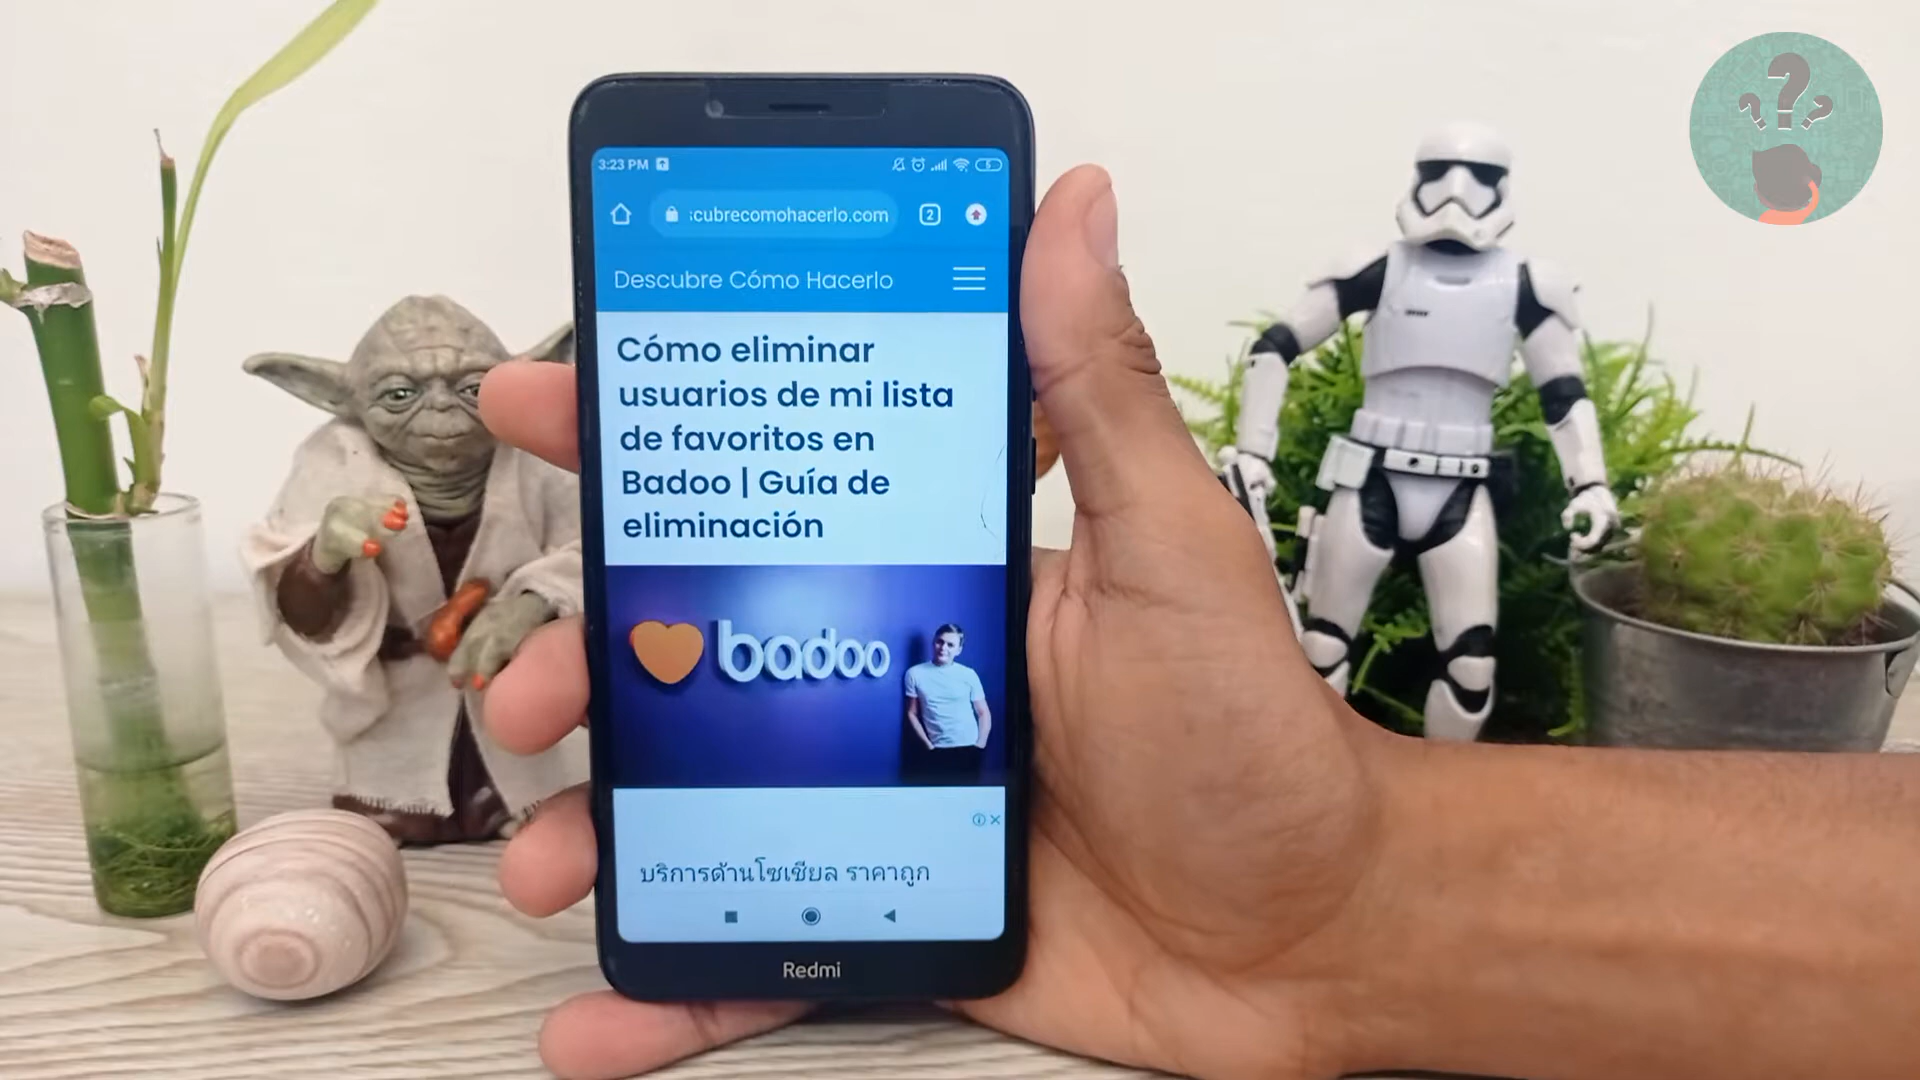 3:23 PM
5
:cubrecomohacerlo.com
2
Descubre Cómo Hacerlo
Cómo eliminar
usuarios de mi lista
de favoritos en
Badoo | Guía de
eliminación
badoo
บริการด้านโซเชียล ราคาถูก
Redmi